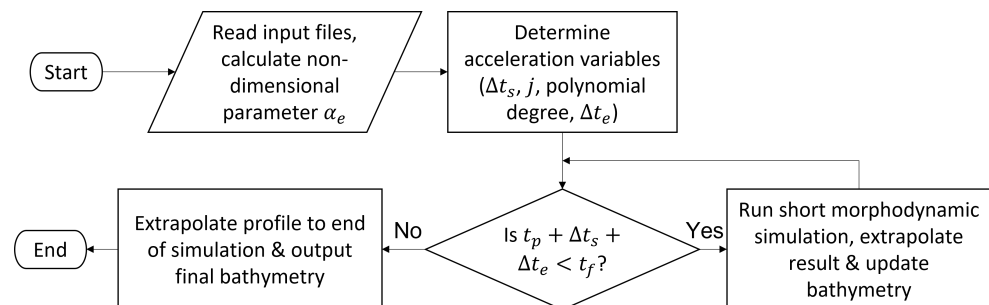 Start
Read input files,
calculate non-
dimensional
parameter αₑ
Determine
acceleration variables
(Δtₛ, j, polynomial
degree, Δtₑ)
Is tₚ + Δtₛ +
Δtₑ < t_f?
Yes
Run short morphodynamic
simulation, extrapolate
result & update
bathymetry
No
Extrapolate profile to end
of simulation & output
final bathymetry
End